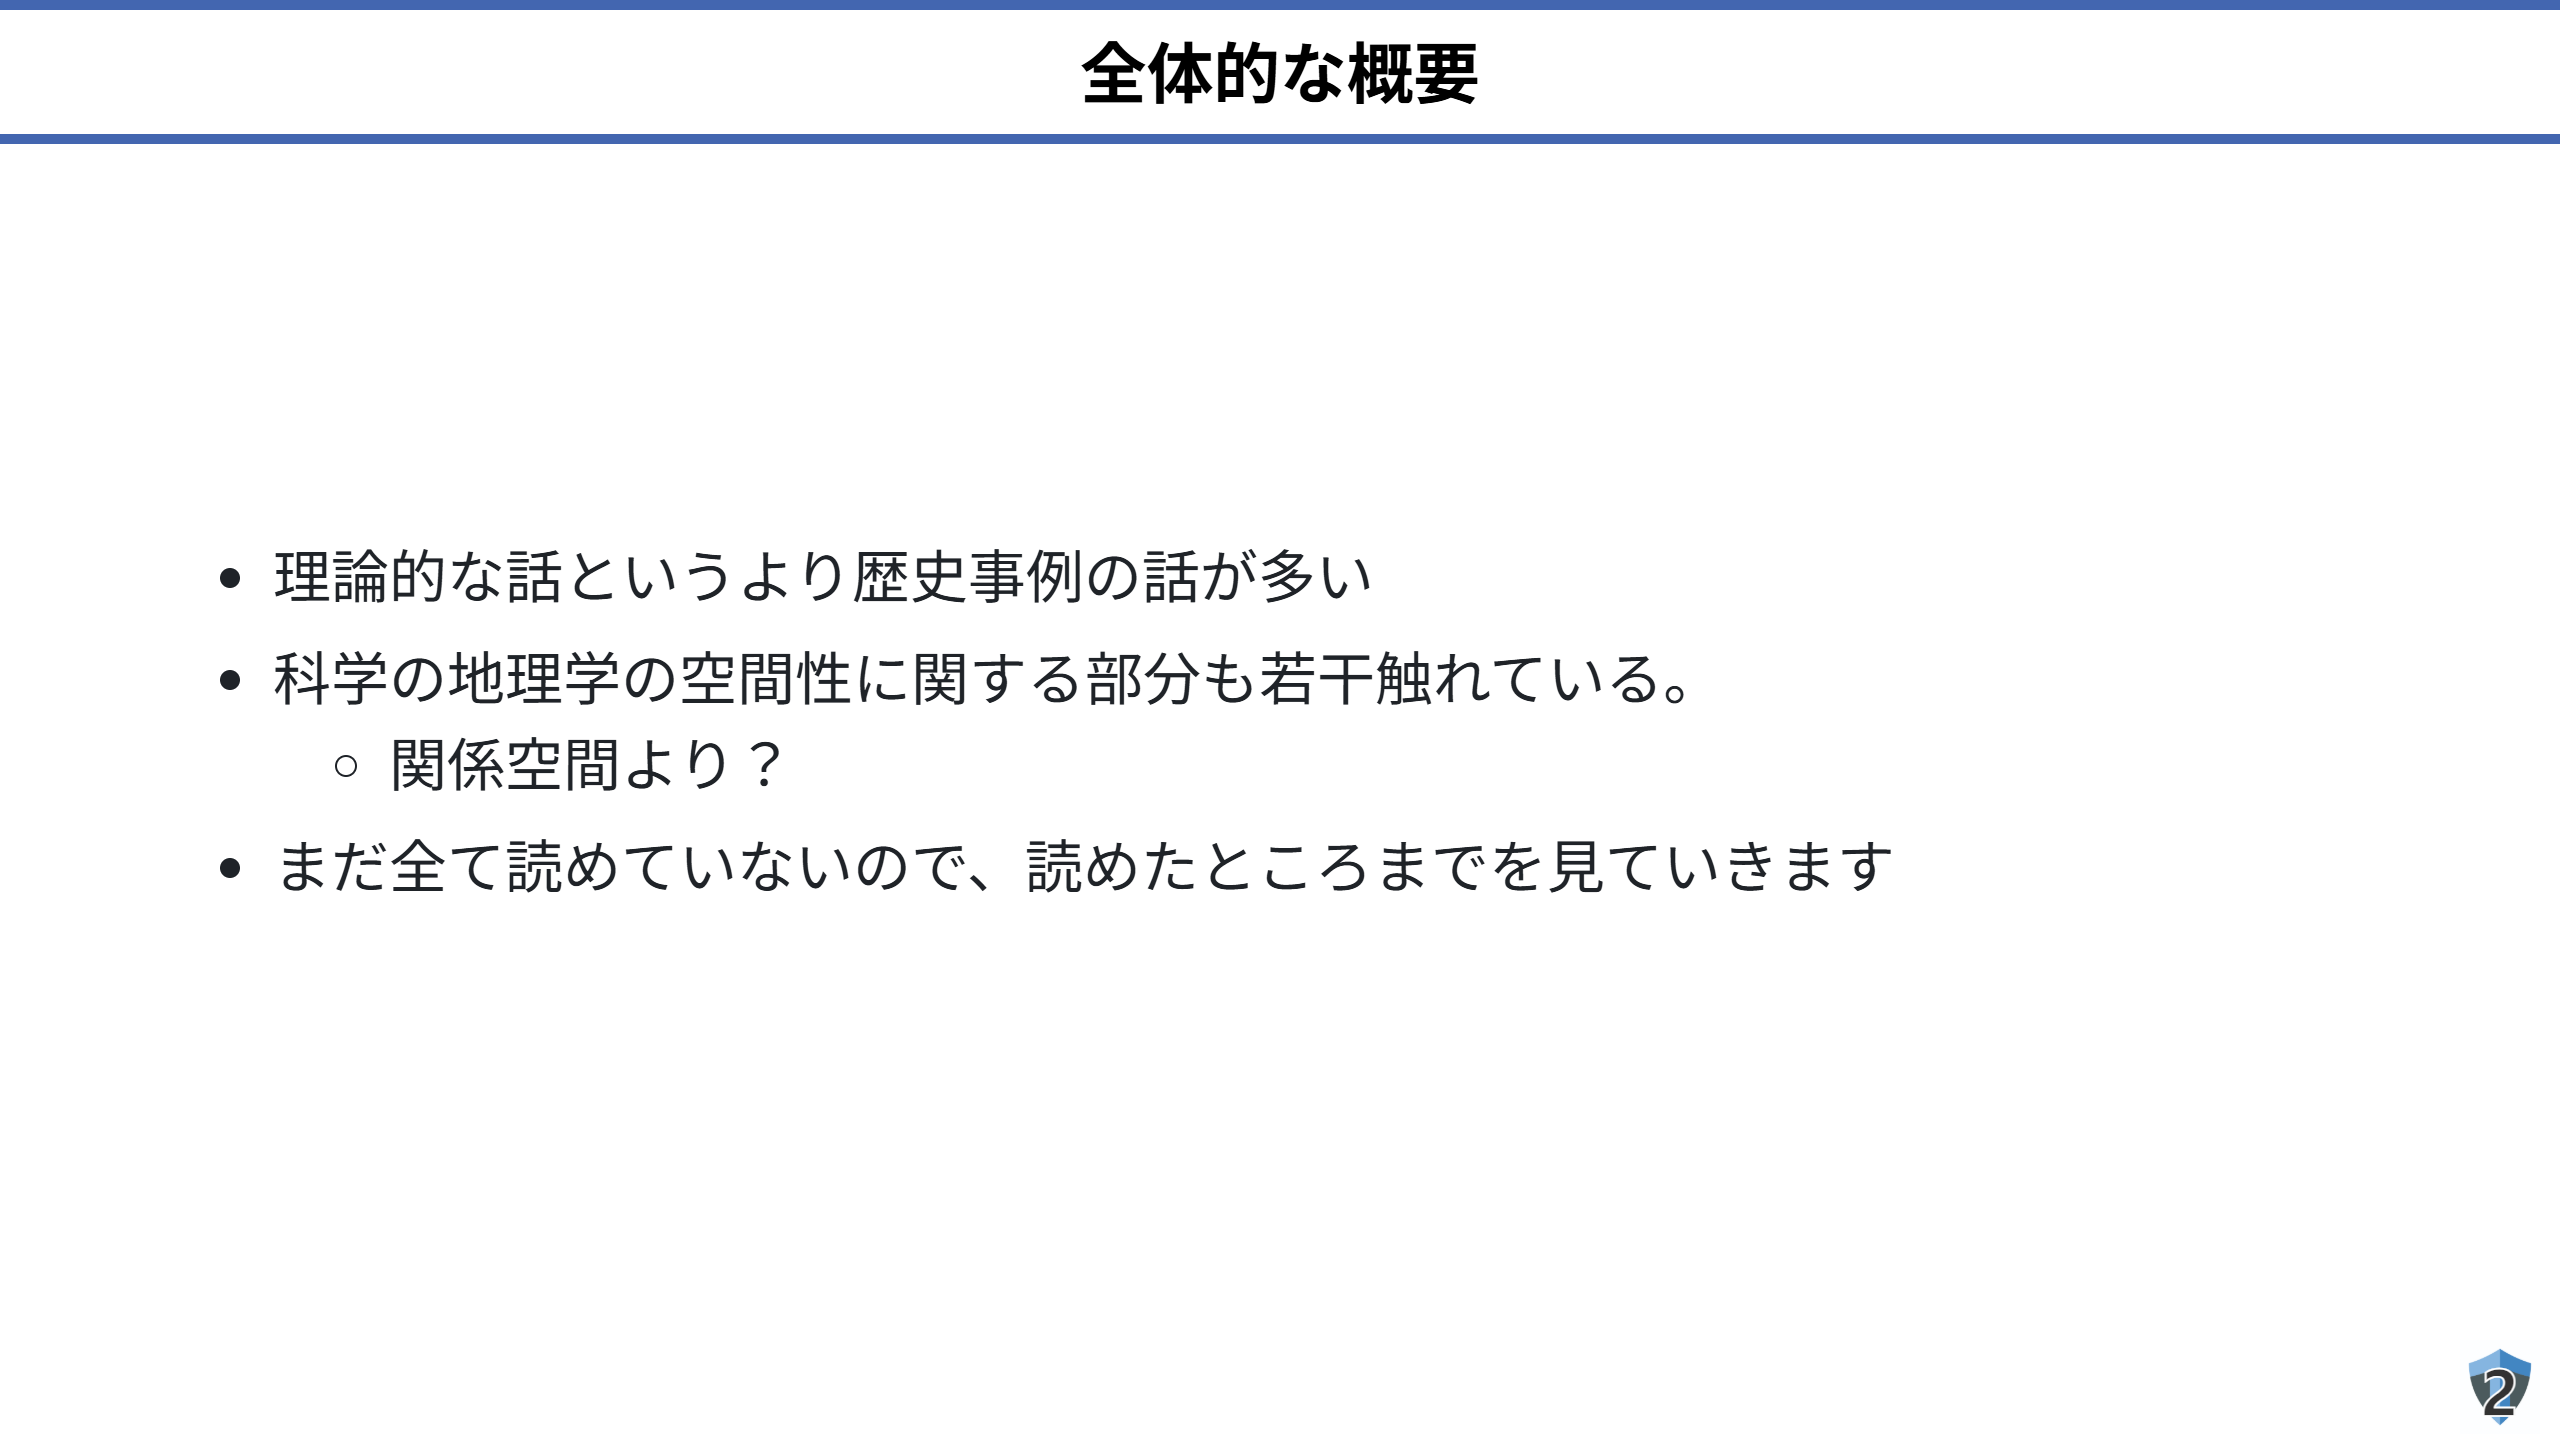 全体的な概要
理論的な話というより歴史事例の話が多い
科学の地理学の空間性に関する部分も若干触れている。
関係空間より？
まだ全て読めていないので、読めたところまでを見ていきます
2